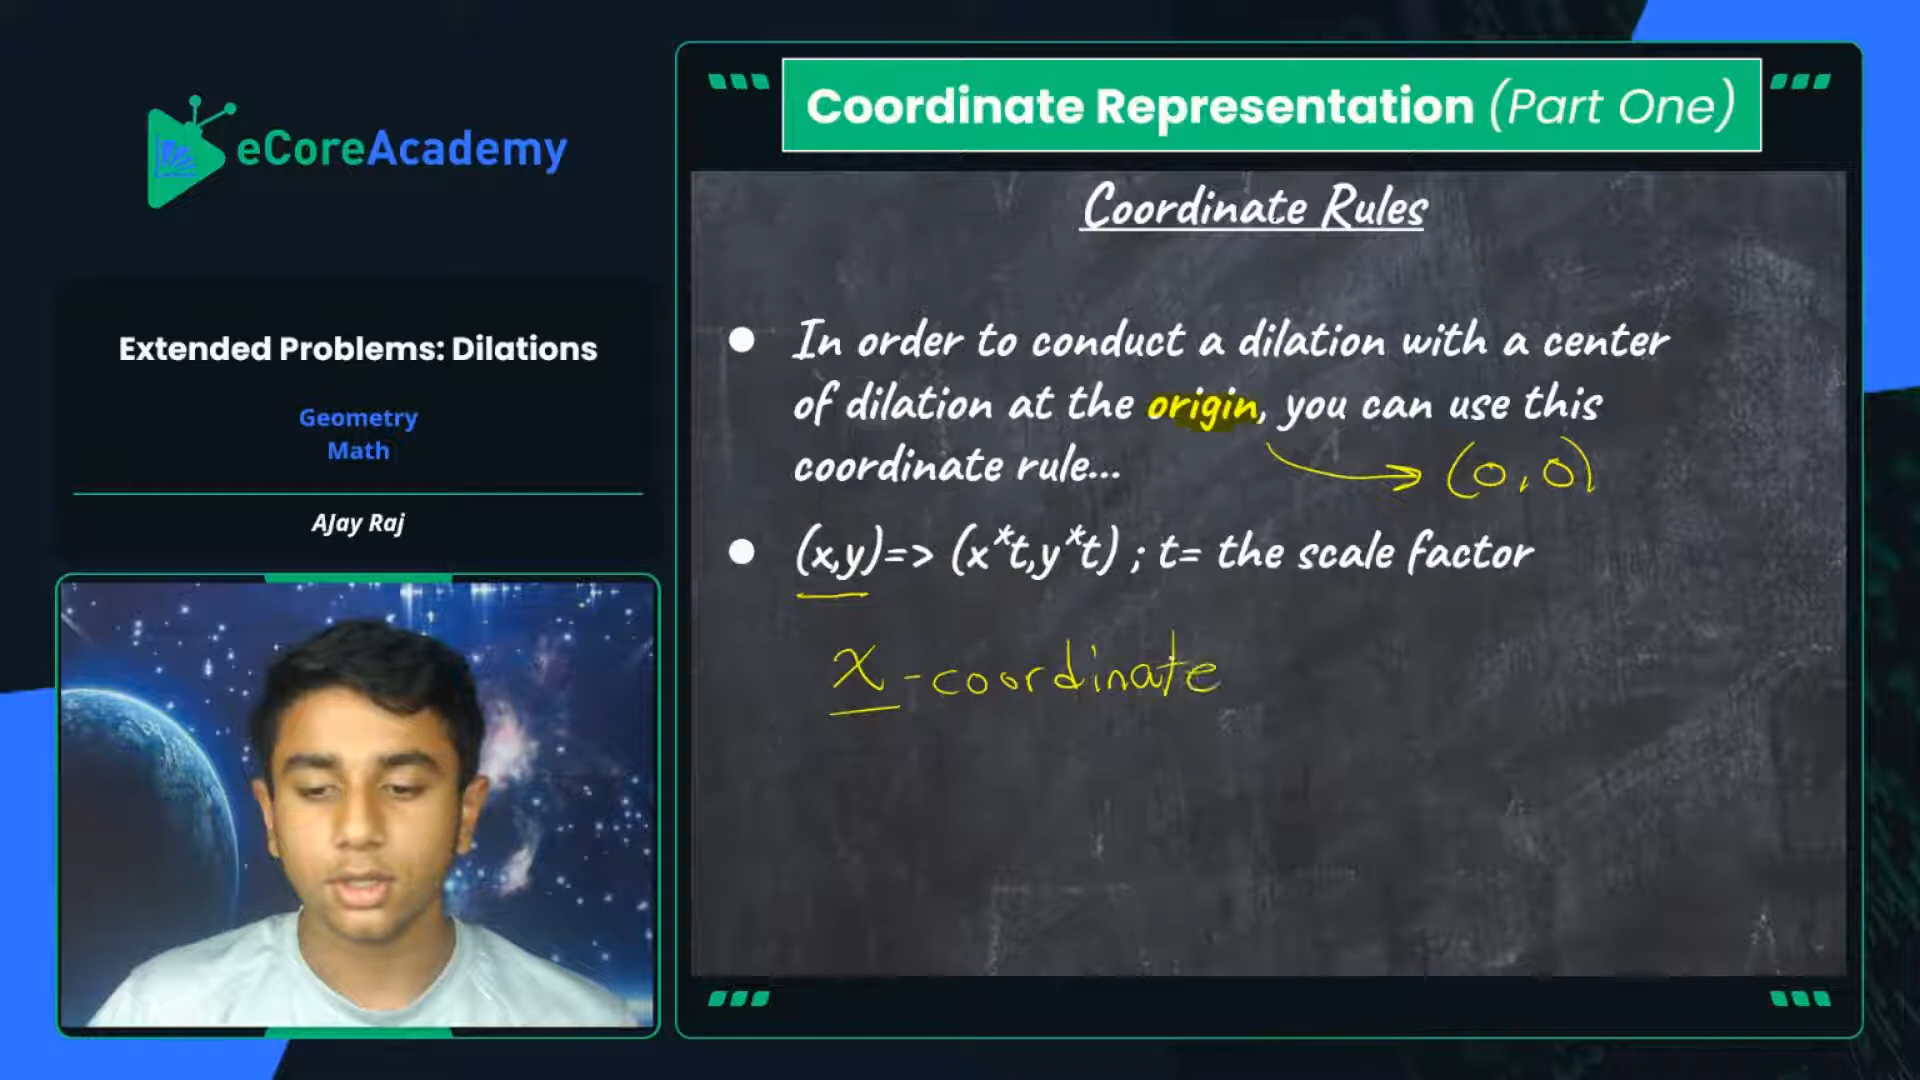 eCoreAcademy
Extended Problems: Dilations
Geometry
Math
AJay Raj
Coordinate Representation (Part One)
Coordinate Rules
In order to conduct a dilation with a center
of dilation at the origin, you can use this
coordinate rule...
(0,0)
(x,y)=> (x*t,y*t) ; t= the scale factor
x-coordinate